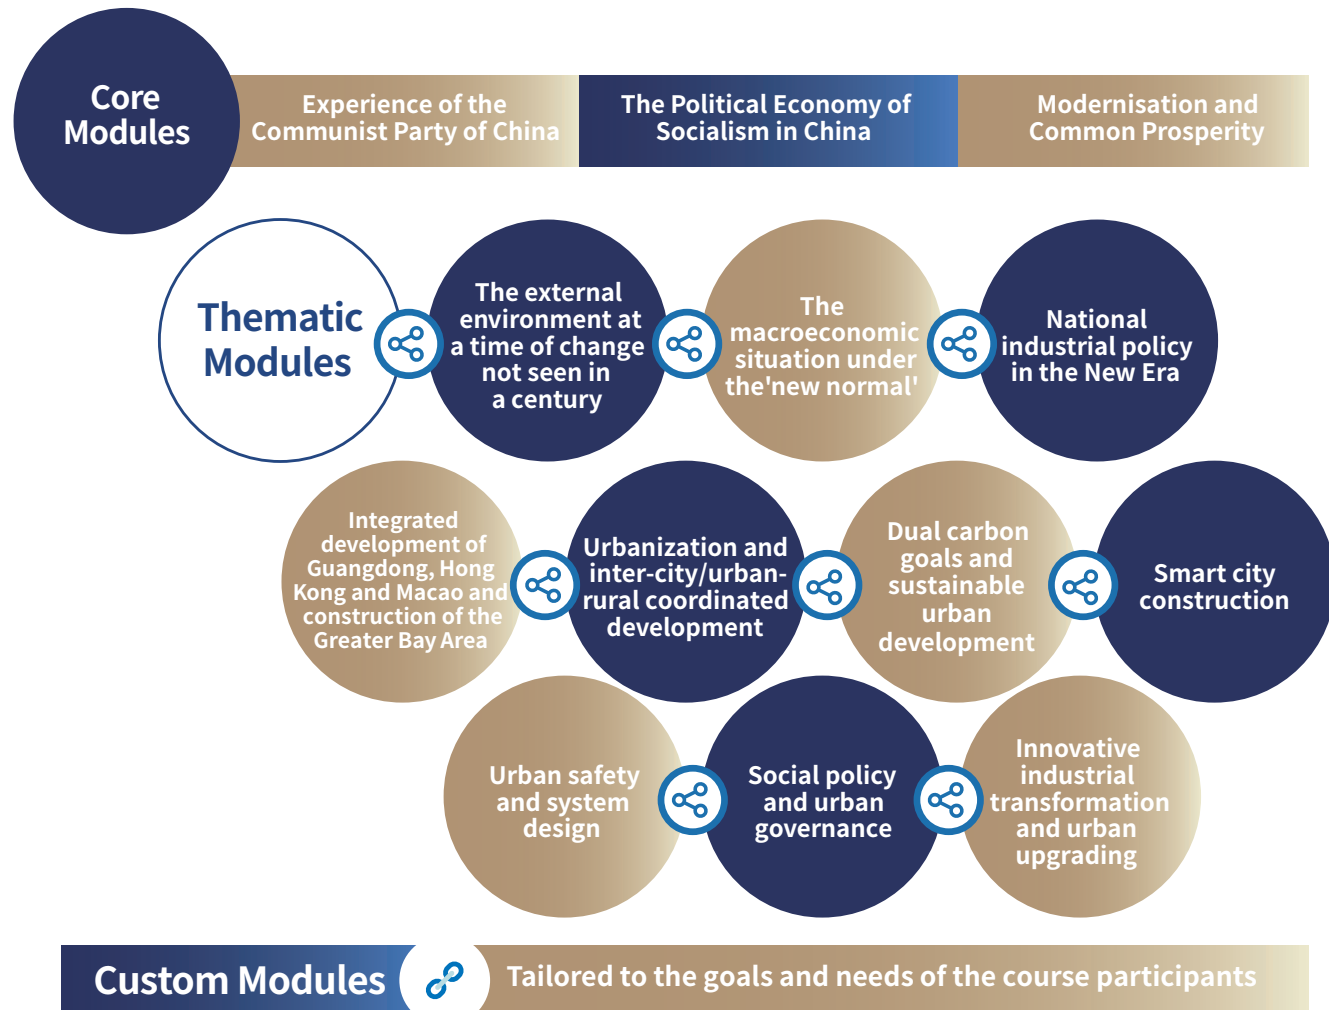 Core
Modules
Experience of the
Communist Party of China
The Political Economy of
Socialism in China
Modernisation and
Common Prosperity
Thematic
Modules
The external
environment at
a time of change
not seen in
a century
The
macroeconomic
situation under
the'new normal'
National
industrial policy
in the New Era
Integrated
development of
Guangdong, Hong
Kong and Macao and
construction of the
Greater Bay Area
Urbanization and
inter-city/urban-
rural coordinated
development
Dual carbon
goals and
sustainable
urban
development
Smart city
construction
Urban safety
and system
design
Social policy
and urban
governance
Innovative
industrial
transformation
and urban
upgrading
Custom Modules
Tailored to the goals and needs of the course participants